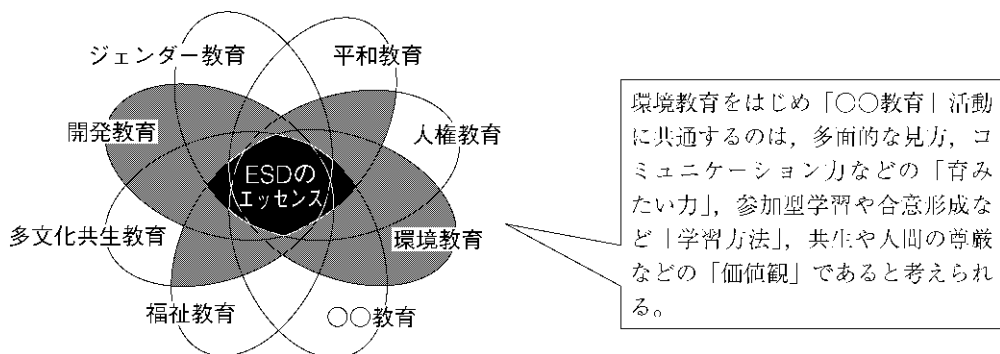 ジェンダー教育
平和教育
開発教育
人権教育
ESDの
エッセンス
多文化共生教育
環境教育
福祉教育
○○教育
環境教育をはじめ「○○教育」活動
に共通するのは，多面的な見方，コ
ミュニケーション力などの「育み
たい力」，参加型学習や合意形成な
ど「学習方法」，共生や人間の尊厳
などの「価値観」であると考えられ
る。